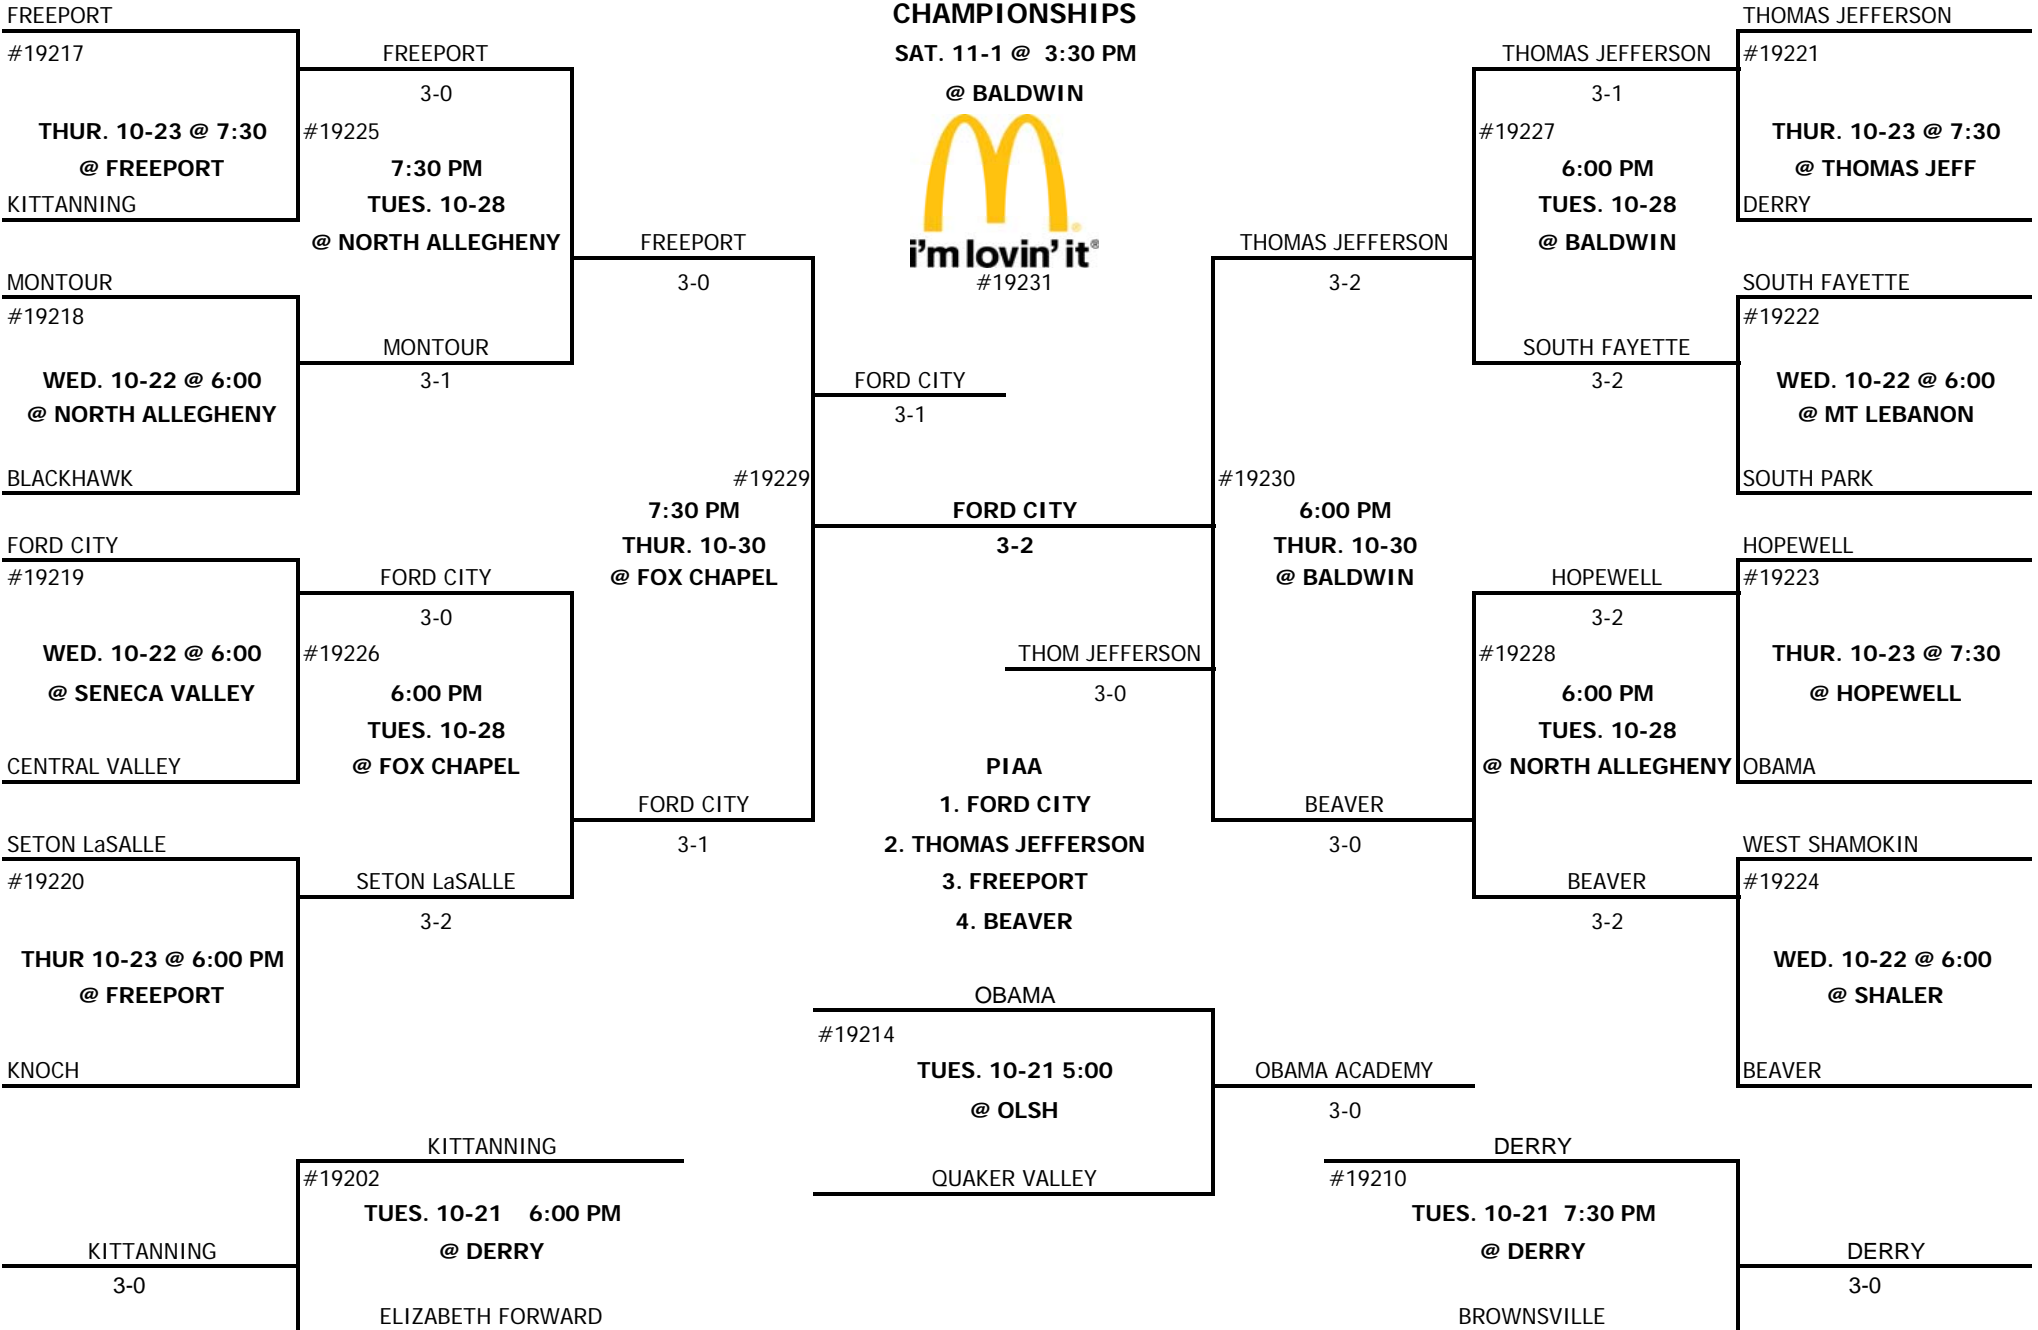 FREEPORT
#19217
THUR. 10-23 @ 7:30
@ FREEPORT
KITTANNING
MONTOUR
#19218
WED. 10-22 @ 6:00
@ NORTH ALLEGHENY
BLACKHAWK
FORD CITY
#19219
WED. 10-22 @ 6:00
@ SENECA VALLEY
CENTRAL VALLEY
SETON LaSALLE
#19220
THUR 10-23 @ 6:00 PM
@ FREEPORT
KNOCH
FREEPORT
3-0
#19225
7:30 PM
TUES. 10-28
@ NORTH ALLEGHENY
MONTOUR
3-1
FORD CITY
3-0
#19226
6:00 PM
TUES. 10-28
@ FOX CHAPEL
SETON LaSALLE
3-2
FREEPORT
3-0
#19229
7:30 PM
THUR. 10-30
@ FOX CHAPEL
FORD CITY
3-1
CHAMPIONSHIPS
SAT. 11-1 @ 3:30 PM
@ BALDWIN
i'm lovin' it®
#19231
FORD CITY
3-1
FORD CITY
3-2
THOM JEFFERSON
3-0
PIAA
1. FORD CITY
2. THOMAS JEFFERSON
3. FREEPORT
4. BEAVER
THOMAS JEFFERSON
3-2
#19230
6:00 PM
THUR. 10-30
@ BALDWIN
BEAVER
3-0
THOMAS JEFFERSON
3-1
#19227
6:00 PM
TUES. 10-28
@ BALDWIN
SOUTH FAYETTE
3-2
HOPEWELL
3-2
#19228
6:00 PM
TUES. 10-28
@ NORTH ALLEGHENY
BEAVER
3-2
THOMAS JEFFERSON
#19221
THUR. 10-23 @ 7:30
@ THOMAS JEFF
DERRY
SOUTH FAYETTE
#19222
WED. 10-22 @ 6:00
@ MT LEBANON
SOUTH PARK
HOPEWELL
#19223
THUR. 10-23 @ 7:30
@ HOPEWELL
OBAMA
WEST SHAMOKIN
#19224
WED. 10-22 @ 6:00
@ SHALER
BEAVER
OBAMA
#19214
TUES. 10-21 5:00
@ OLSH
QUAKER VALLEY
OBAMA ACADEMY
3-0
KITTANNING
#19202
TUES. 10-21 6:00 PM
@ DERRY
ELIZABETH FORWARD
KITTANNING
3-0
DERRY
#19210
TUES. 10-21 7:30 PM
@ DERRY
BROWNSVILLE
DERRY
3-0